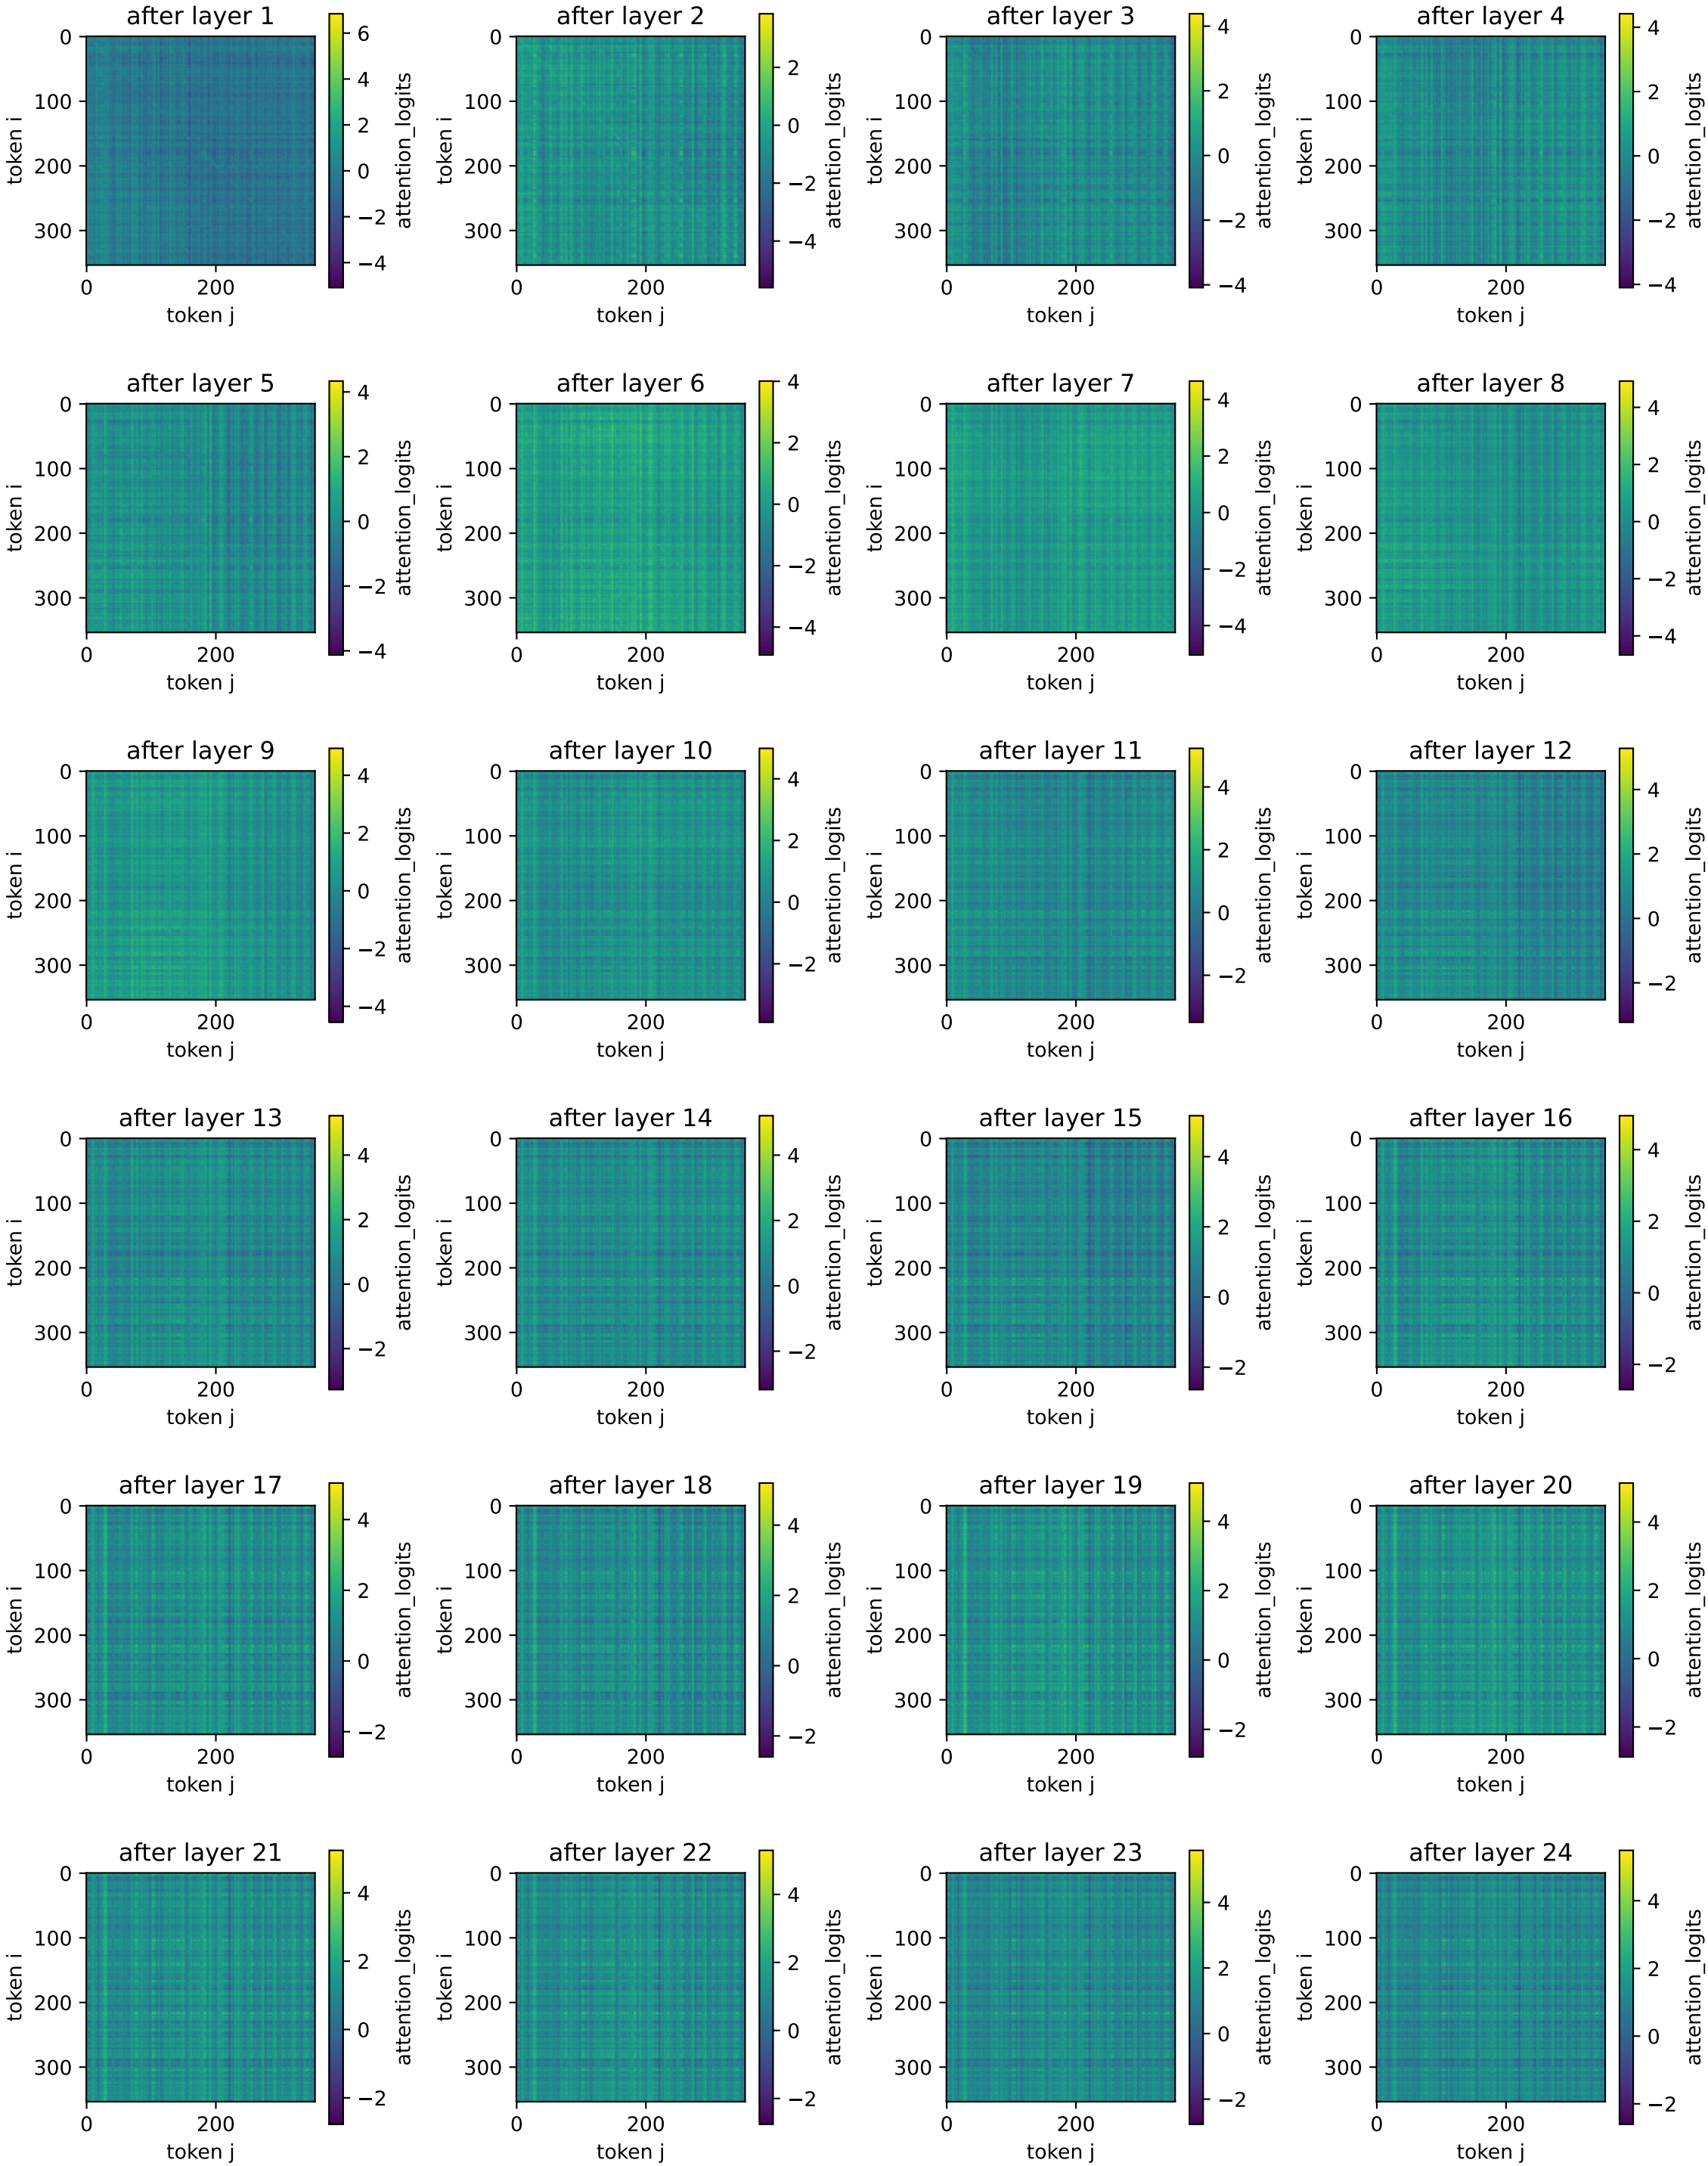 after layer 1
after layer 2
after layer 3
after layer 4
0 100 200 300 token i 0 200 token j 6 4 2 0 −2 −4 attention_logits
0 100 200 300 token i 0 200 token j 2 0 −2 −4 attention_logits
0 100 200 300 token i 0 200 token j 4 2 0 −2 −4 attention_logits
0 100 200 300 token i 0 200 token j 4 2 0 −2 −4 attention_logits
after layer 5
after layer 6
after layer 7
after layer 8
0 100 200 300 token i 0 200 token j 4 2 0 −2 −4 attention_logits
0 100 200 300 token i 0 200 token j 4 2 0 −2 −4 attention_logits
0 100 200 300 token i 0 200 token j 4 2 0 −2 −4 attention_logits
0 100 200 300 token i 0 200 token j 4 2 0 −2 −4 attention_logits
after layer 9
after layer 10
after layer 11
after layer 12
0 100 200 300 token i 0 200 token j 4 2 0 −2 −4 attention_logits
0 100 200 300 token i 0 200 token j 4 2 0 −2 attention_logits
0 100 200 300 token i 0 200 token j 4 2 0 −2 attention_logits
0 100 200 300 token i 0 200 token j 4 2 0 −2 attention_logits
after layer 13
after layer 14
after layer 15
after layer 16
0 100 200 300 token i 0 200 token j 4 2 0 −2 attention_logits
0 100 200 300 token i 0 200 token j 4 2 0 −2 attention_logits
0 100 200 300 token i 0 200 token j 4 2 0 −2 attention_logits
0 100 200 300 token i 0 200 token j 4 2 0 −2 attention_logits
after layer 17
after layer 18
after layer 19
after layer 20
0 100 200 300 token i 0 200 token j 4 2 0 −2 attention_logits
0 100 200 300 token i 0 200 token j 4 2 0 −2 attention_logits
0 100 200 300 token i 0 200 token j 4 2 0 −2 attention_logits
0 100 200 300 token i 0 200 token j 4 2 0 −2 attention_logits
after layer 21
after layer 22
after layer 23
after layer 24
0 100 200 300 token i 0 200 token j 4 2 0 −2 attention_logits
0 100 200 300 token i 0 200 token j 4 2 0 −2 attention_logits
0 100 200 300 token i 0 200 token j 4 2 0 −2 attention_logits
0 100 200 300 token i 0 200 token j 4 2 0 −2 attention_logits